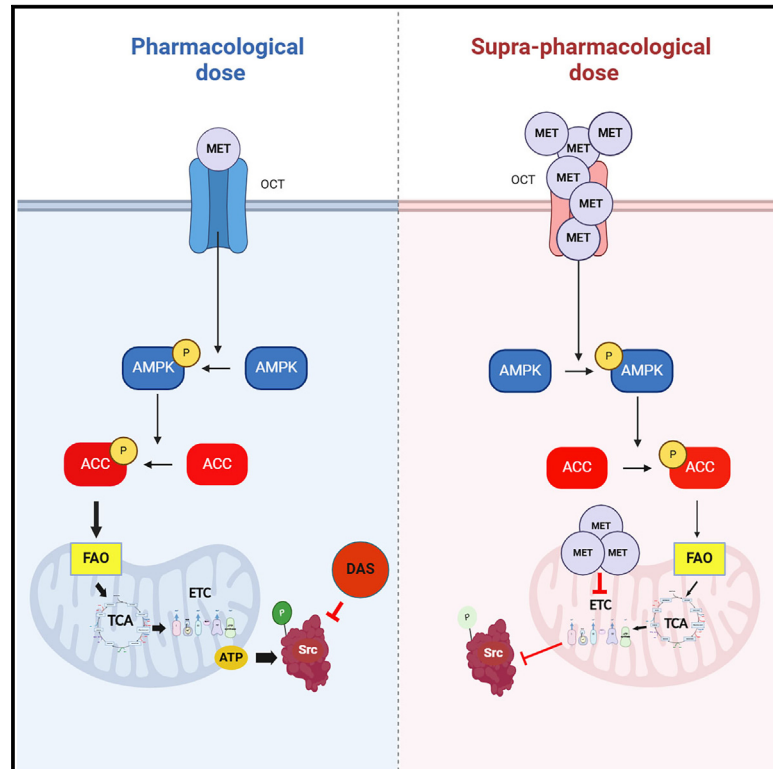 Pharmacological
dose
MET
OCT
P
AMPK
AMPK
P
ACC
ACC
FAO
TCA
ETC
ATP
DAS
P
Src
Supra-pharmacological
dose
MET
MET
MET
OCT
MET
MET
MET
AMPK
P
AMPK
ACC
P
ACC
MET
MET
MET
FAO
ETC
TCA
P
Src